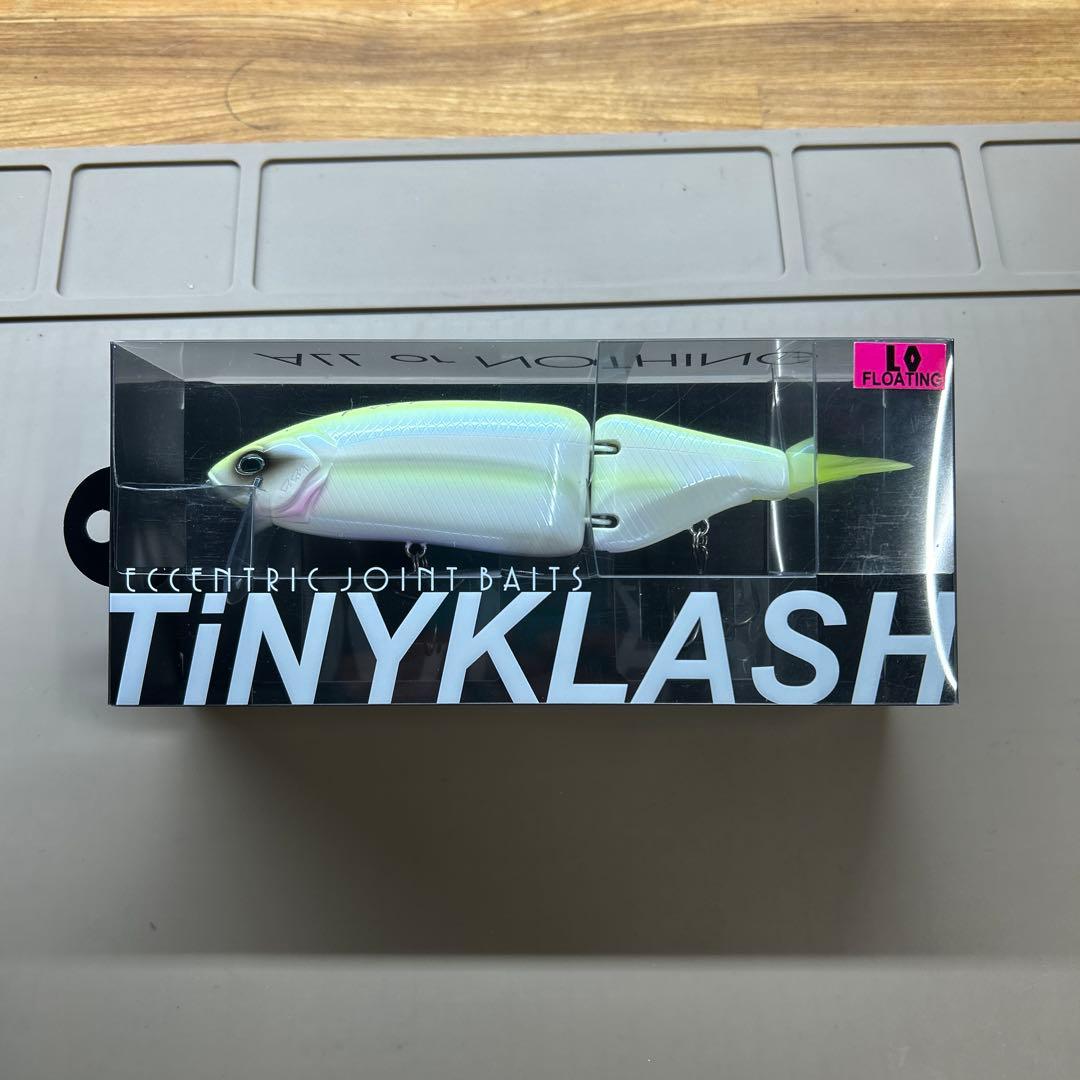 ALL or NOTHING
LO
FLOATING
ECCENTRIC JOINT BAITS
TiNYKLASH